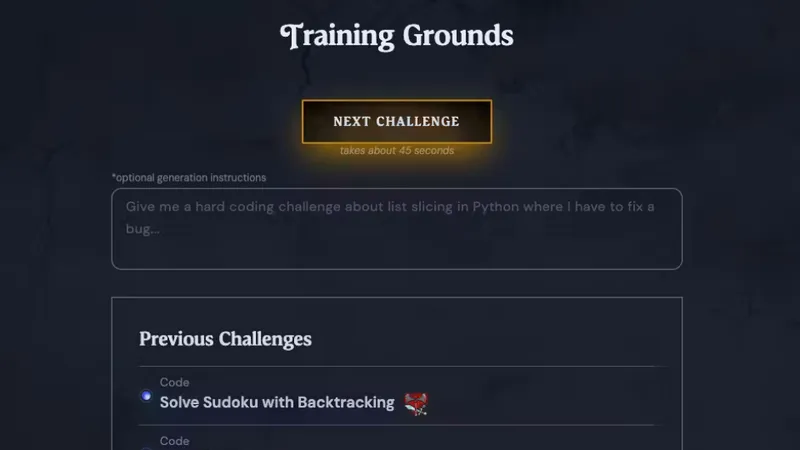 Training Grounds
NEXT CHALLENGE
takes about 45 seconds
*optional generation instructions
Give me a hard coding challenge about list slicing in Python where I have to fix a
bug...
Previous Challenges
Code
Solve Sudoku with Backtracking
Code